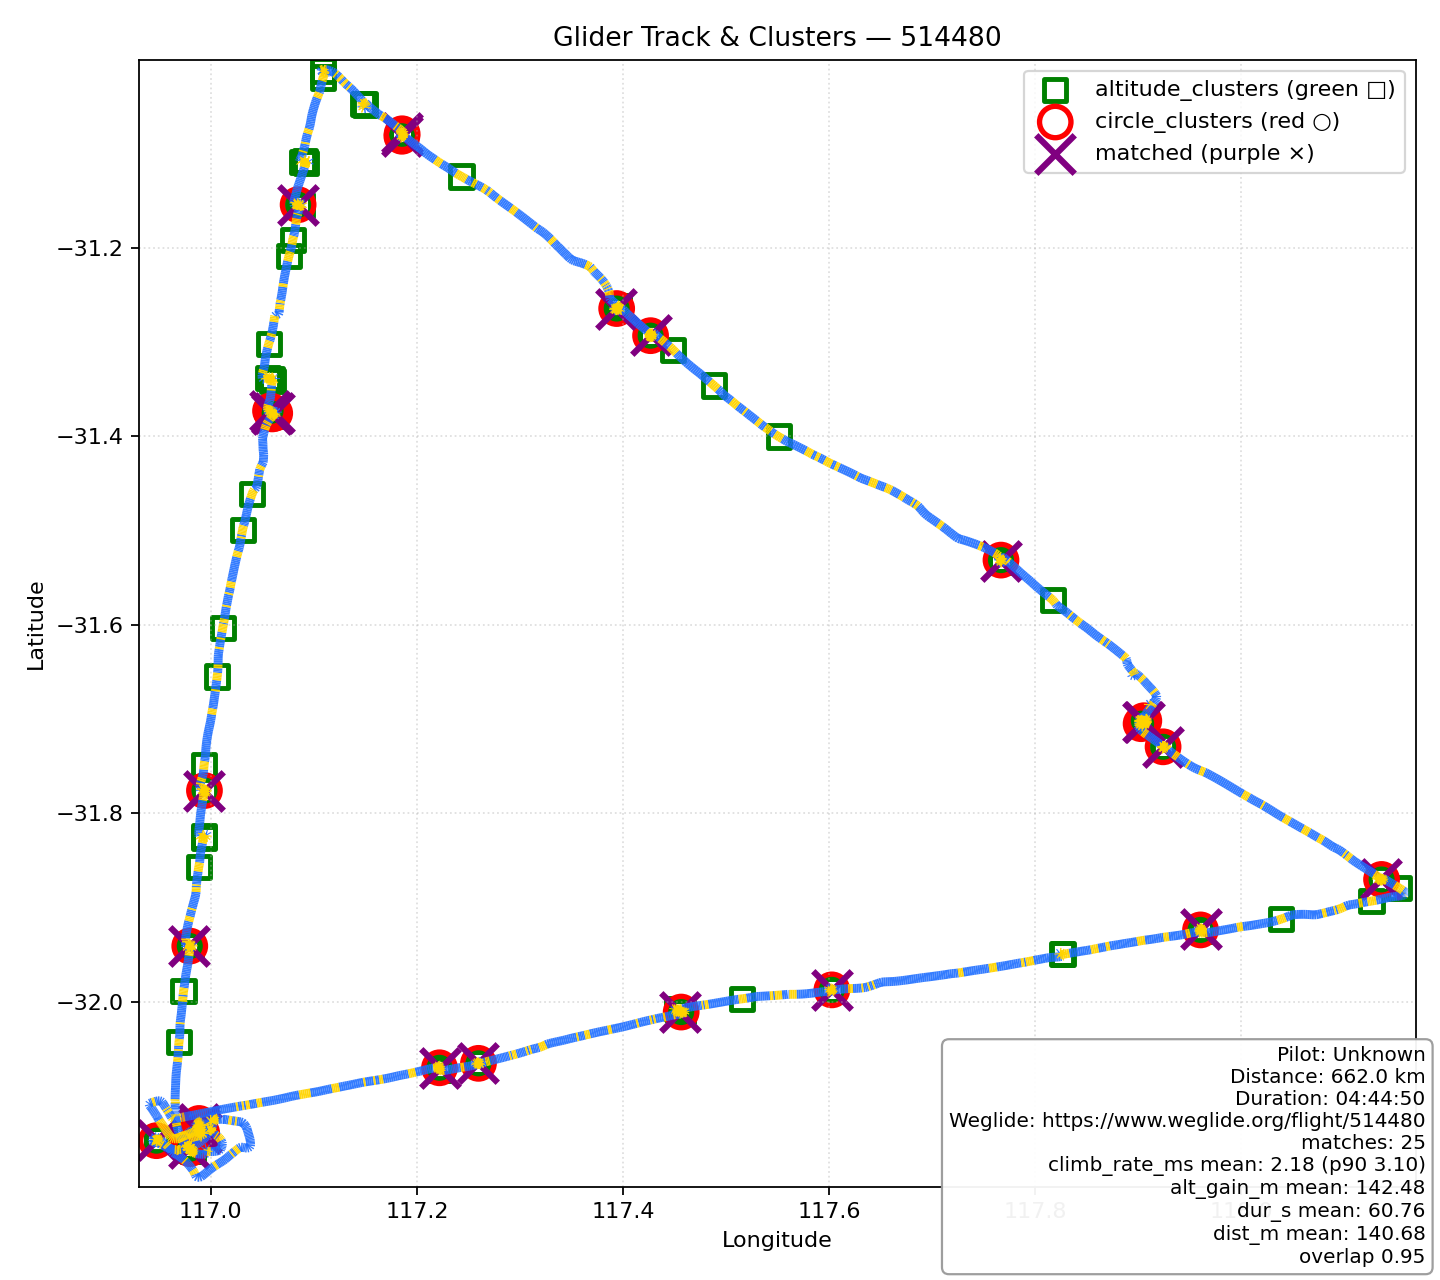 Glider Track & Clusters — 514480
altitude_clusters (green □)
circle_clusters (red ○)
matched (purple ×)
Latitude
−31.2
−31.4
−31.6
−31.8
−32.0
117.0
117.2
117.4
117.6
117.8
Longitude
Pilot: Unknown
Distance: 662.0 km
Duration: 04:44:50
Weglide: https://www.weglide.org/flight/514480
matches: 25
climb_rate_ms mean: 2.18 (p90 3.10)
alt_gain_m mean: 142.48
dur_s mean: 60.76
dist_m mean: 140.68
overlap 0.95